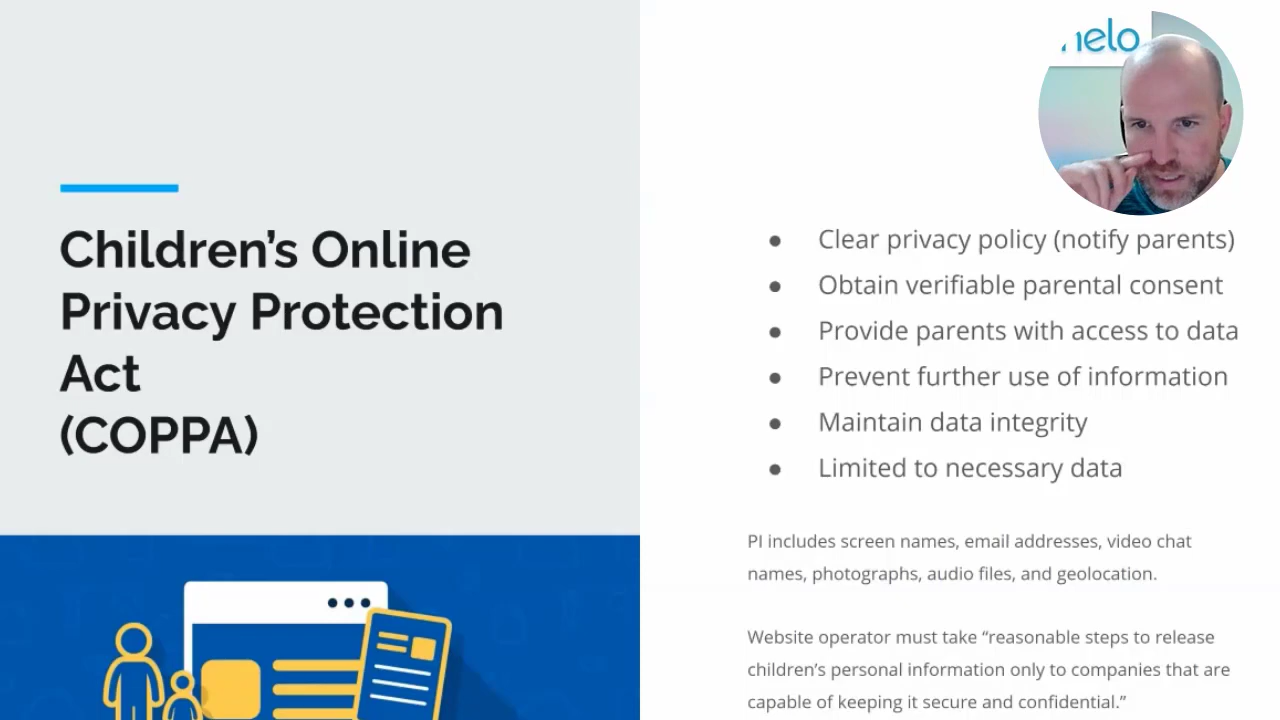 Children’s Online
Privacy Protection
Act
(COPPA)
● Clear privacy policy (notify parents)
● Obtain verifiable parental consent
● Provide parents with access to data
● Prevent further use of information
● Maintain data integrity
● Limited to necessary data
PI includes screen names, email addresses, video chat
names, photographs, audio files, and geolocation.
Website operator must take “reasonable steps to release
children’s personal information only to companies that are
capable of keeping it secure and confidential.”